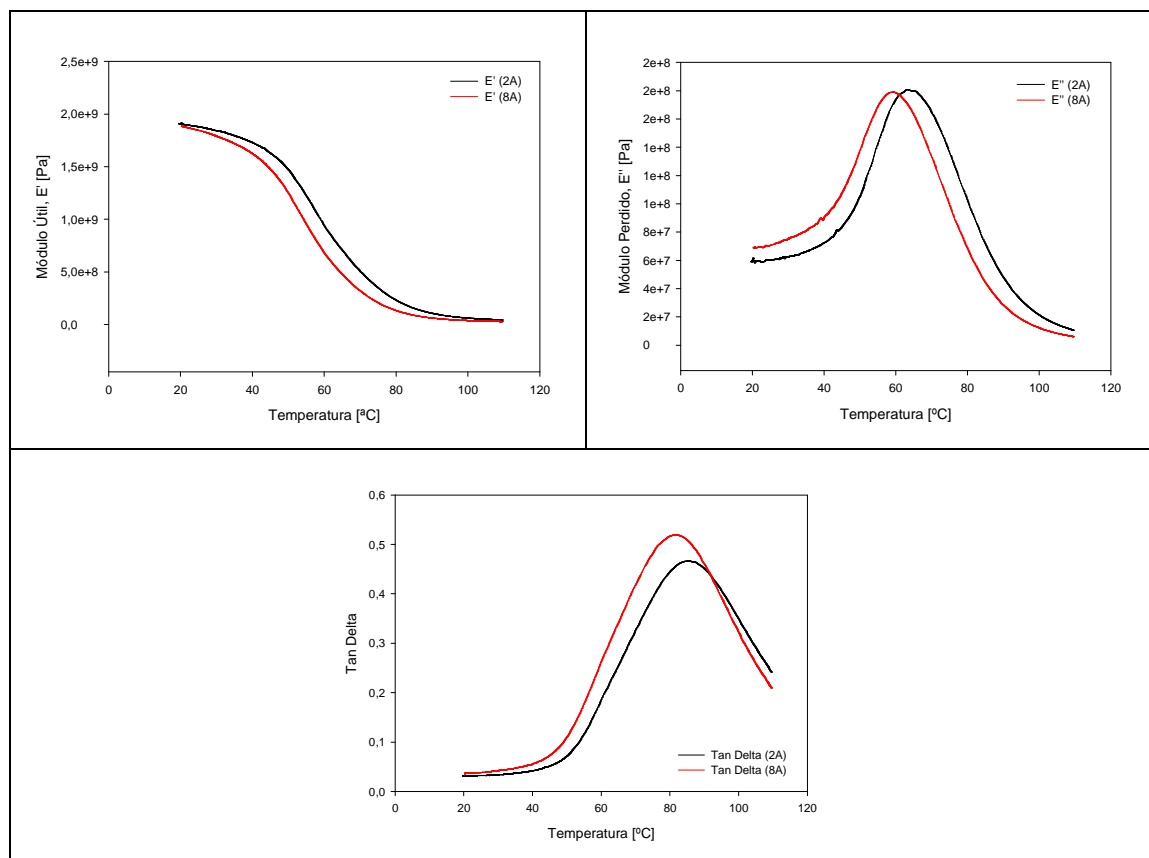 2,5e+9
2,0e+9
1,5e+9
1,0e+9
5,0e+8
0,0
Módulo Útil, E' [Pa]
E' (2A)
E' (8A)
0 20 40 60 80 100 120
Temperatura [ªC]
2e+8
2e+8
2e+8
1e+8
1e+8
1e+8
8e+7
6e+7
4e+7
2e+7
0
Módulo Perdido, E'' [Pa]
E'' (2A)
E'' (8A)
0 20 40 60 80 100 120
Temperatura [ºC]
0,6
0,5
0,4
0,3
0,2
0,1
0,0
Tan Delta
Tan Delta (2A)
Tan Delta (8A)
0 20 40 60 80 100 120
Temperatura [ºC]